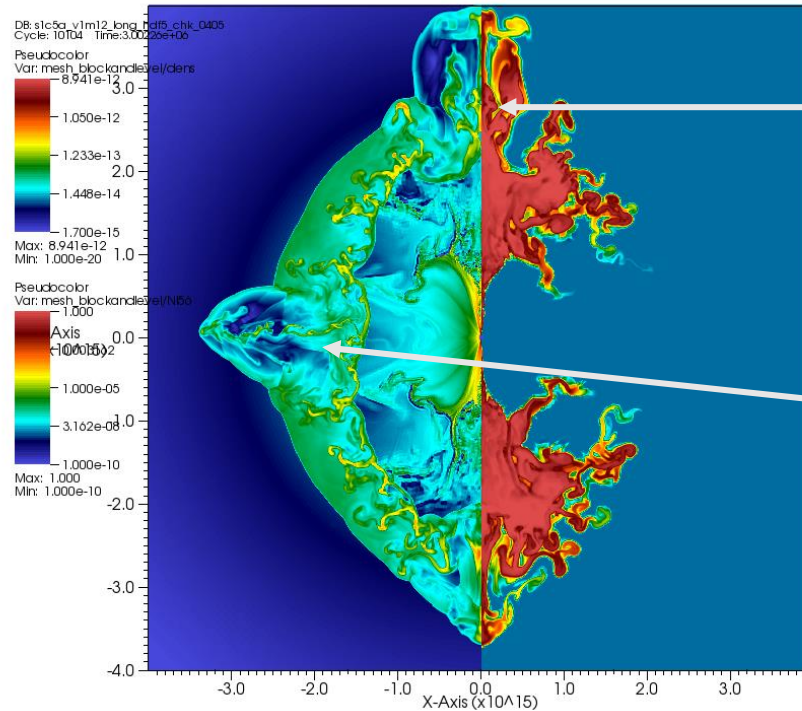 DB: s1c5a_v1m12_long_hdf5_chk_0405
Cycle: 10104 Time:3.00226e+06
Pseudocolor
Var: mesh_blockandlevel/dens
8.941e-12
1.050e-12
1.233e-13
1.448e-14
1.700e-15
Max: 8.941e-12
Min: 1.000e-20
Pseudocolor
Var: mesh_blockandlevel/Ni56
1.000
1.000e-05
3.162e-08
1.000e-10
Max: 1.000
Min: 1.000e-10
Axis
3.0
2.0
1.0
0.0
-1.0
-2.0
-3.0
-4.0
-3.0 -2.0 -1.0 0.0 1.0 2.0 3.0
X-Axis (x10^15)